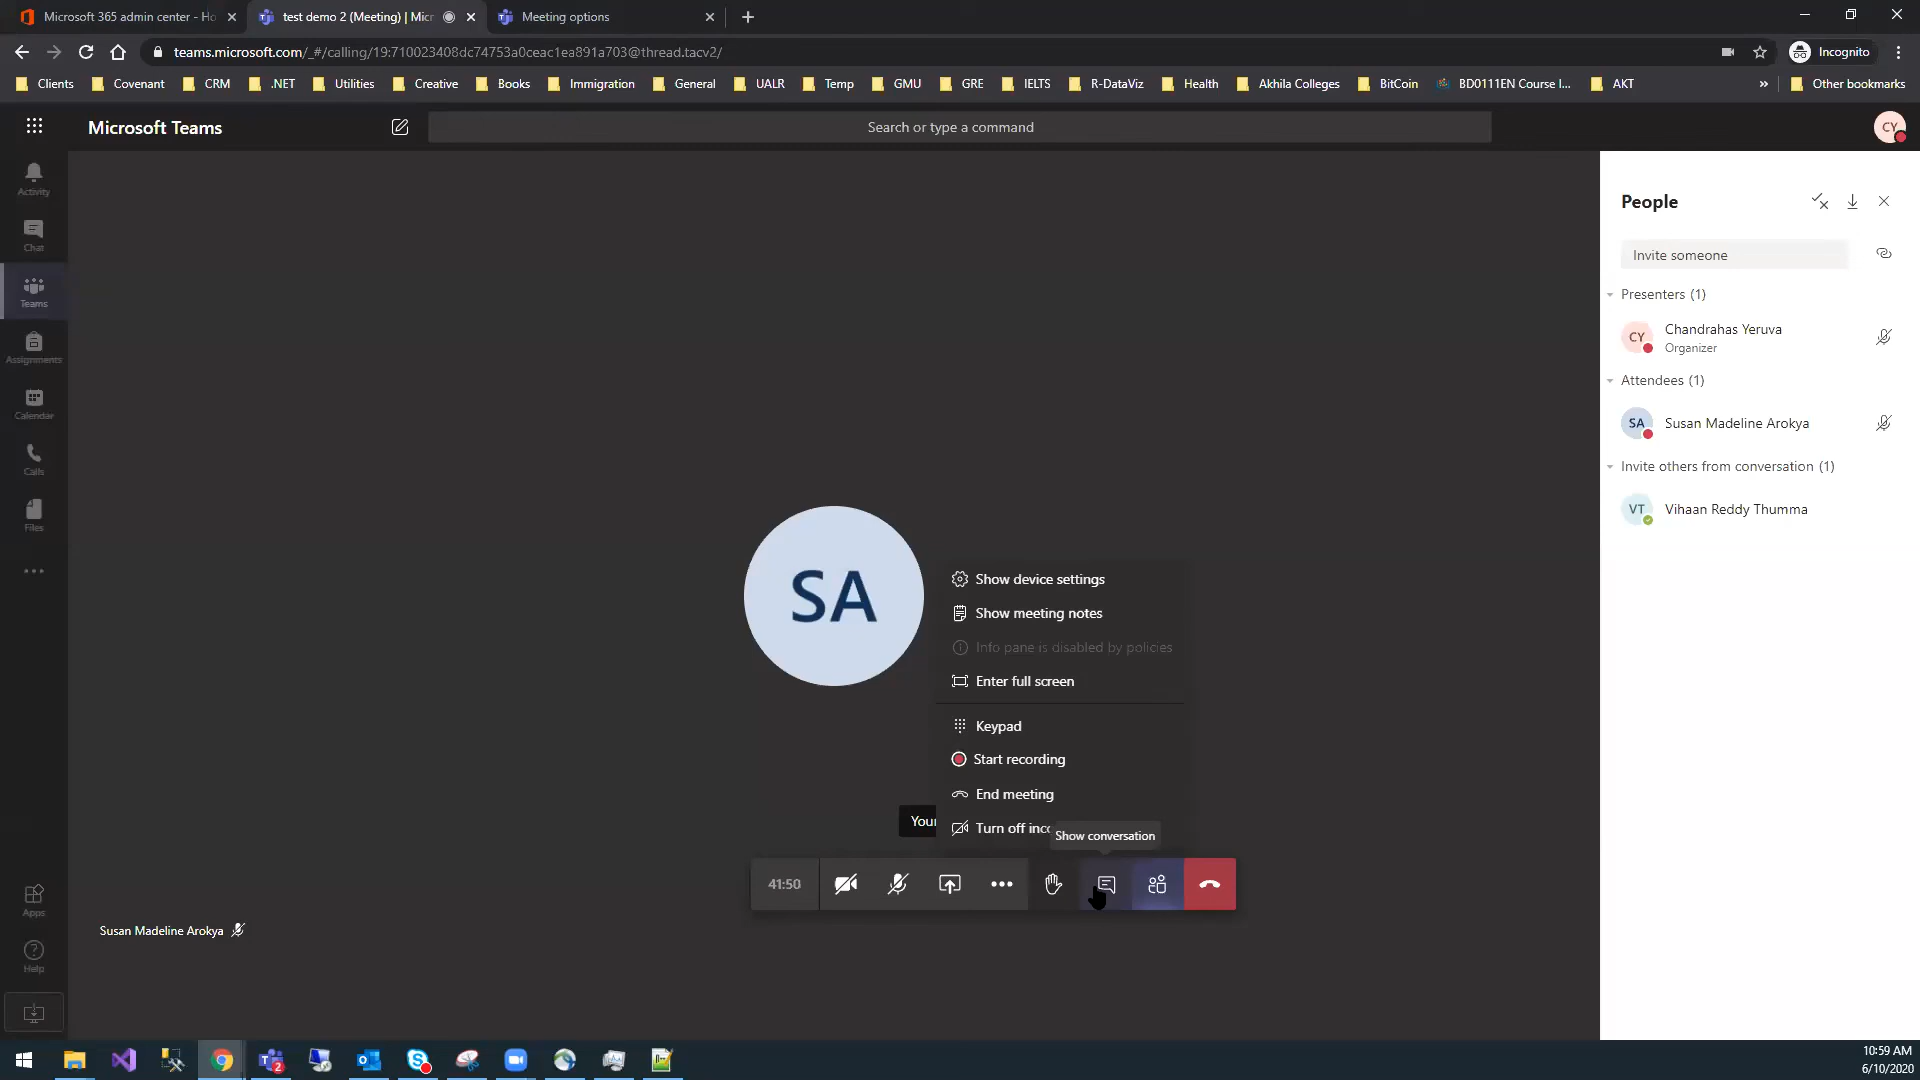 Microsoft 365 admin center - Ho
test demo 2 (Meeting) | Micr
Meeting options
teams.microsoft.com/_#/calling/19:710023408dc74753a0ceac1ea891a703@thread.tacv2/
Incognito
Clients
Covenant
CRM
.NET
Utilities
Creative
Books
Immigration
General
UALR
Temp
GMU
GRE
IELTS
R-DataViz
Health
Akhila Colleges
BitCoin
BD0111EN Course I...
AKT
»
Other bookmarks
Microsoft Teams
Search or type a command
CY
Activity
Chat
Teams
Assignments
Calendar
Calls
Files
Apps
Help
People
Invite someone
Presenters (1)
CY
Chandrahas Yeruva
Organizer
Attendees (1)
SA
Susan Madeline Arokya
Invite others from conversation (1)
VT
Vihaan Reddy Thumma
SA
Show device settings
Show meeting notes
Info pane is disabled by policies
Enter full screen
Keypad
Start recording
End meeting
Turn off inco
Show conversation
Your
41:50
Susan Madeline Arokya
2
10:59 AM
6/10/2020